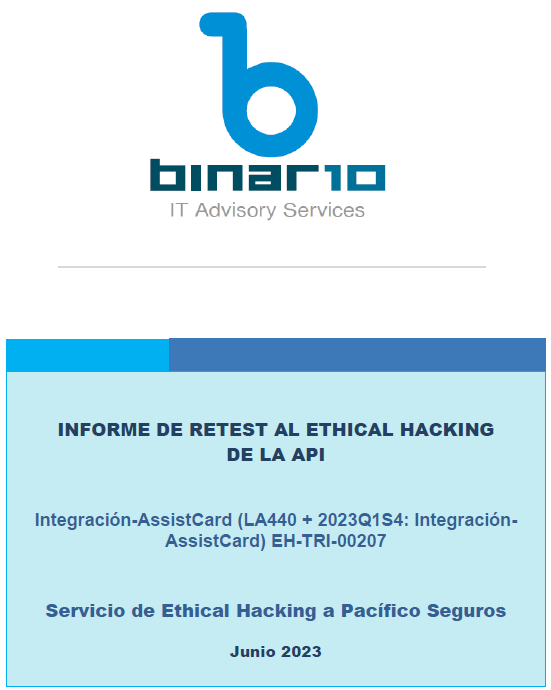 binar10
IT Advisory Services
INFORME DE RETEST AL ETHICAL HACKING
DE LA API
Integración-AssistCard (LA440 + 2023Q1S4: Integración-
AssistCard) EH-TRI-00207
Servicio de Ethical Hacking a Pacífico Seguros
Junio 2023